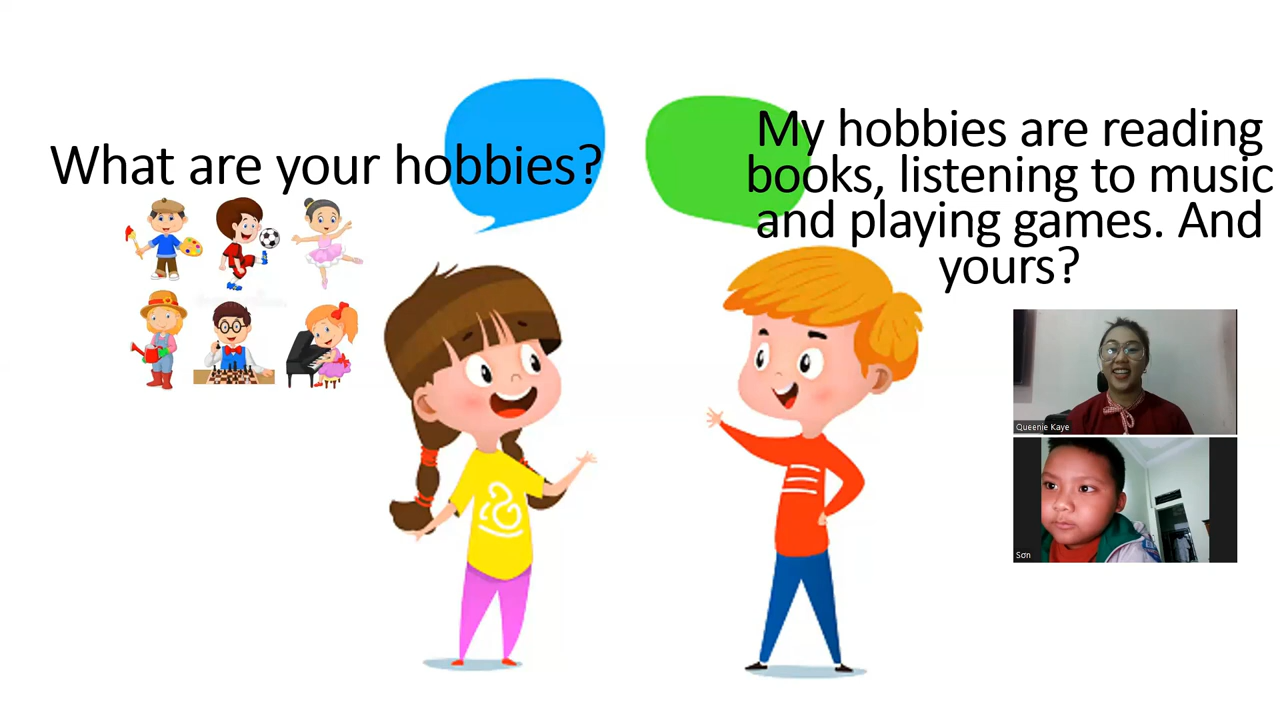 What are your hobbies?
My hobbies are reading
books, listening to music
and playing games. And
yours?
Queenie Kaye
Sơn